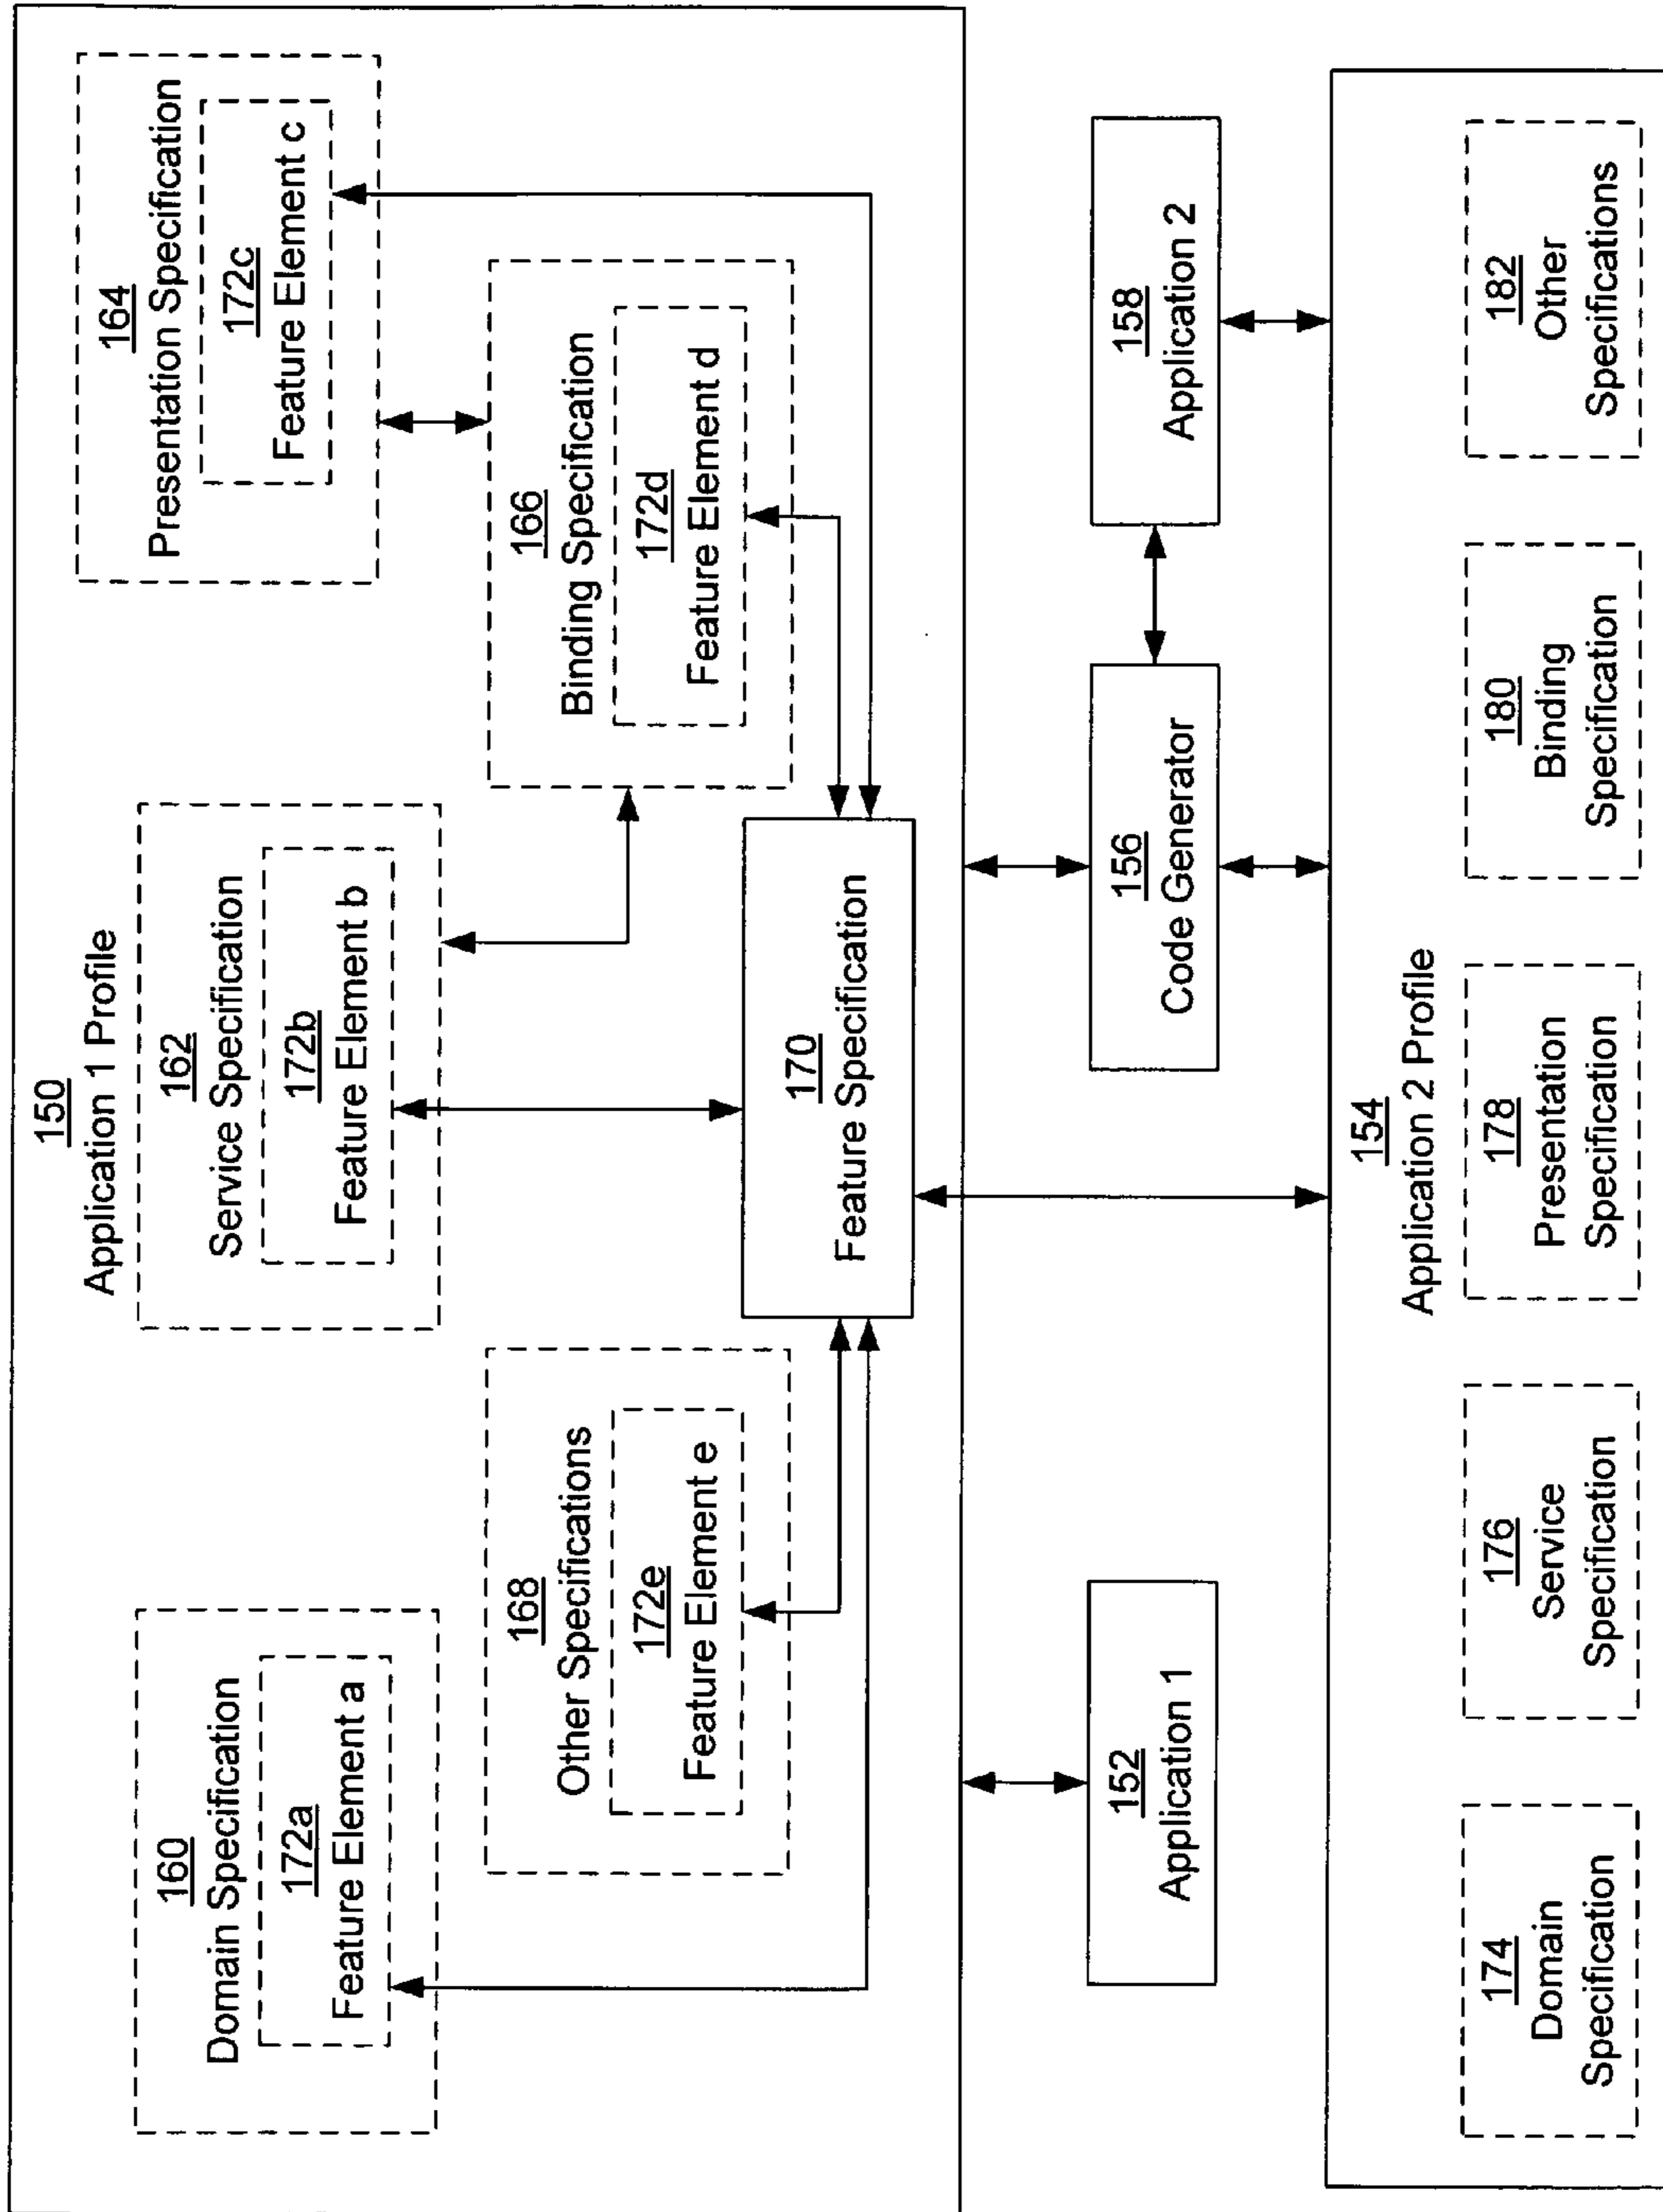 150
Application 1 Profile
160
Domain Specification
172a
Feature Element a
162
Service Specification
172b
Feature Element b
164
Presentation Specification
172c
Feature Element c
168
Other Specifications
172e
Feature Element e
166
Binding Specification
172d
Feature Element d
170
Feature Specification
152
Application 1
156
Code Generator
158
Application 2
154
Application 2 Profile
174
Domain
Specification
176
Service
Specification
178
Presentation
Specification
180
Binding
Specification
182
Other
Specifications